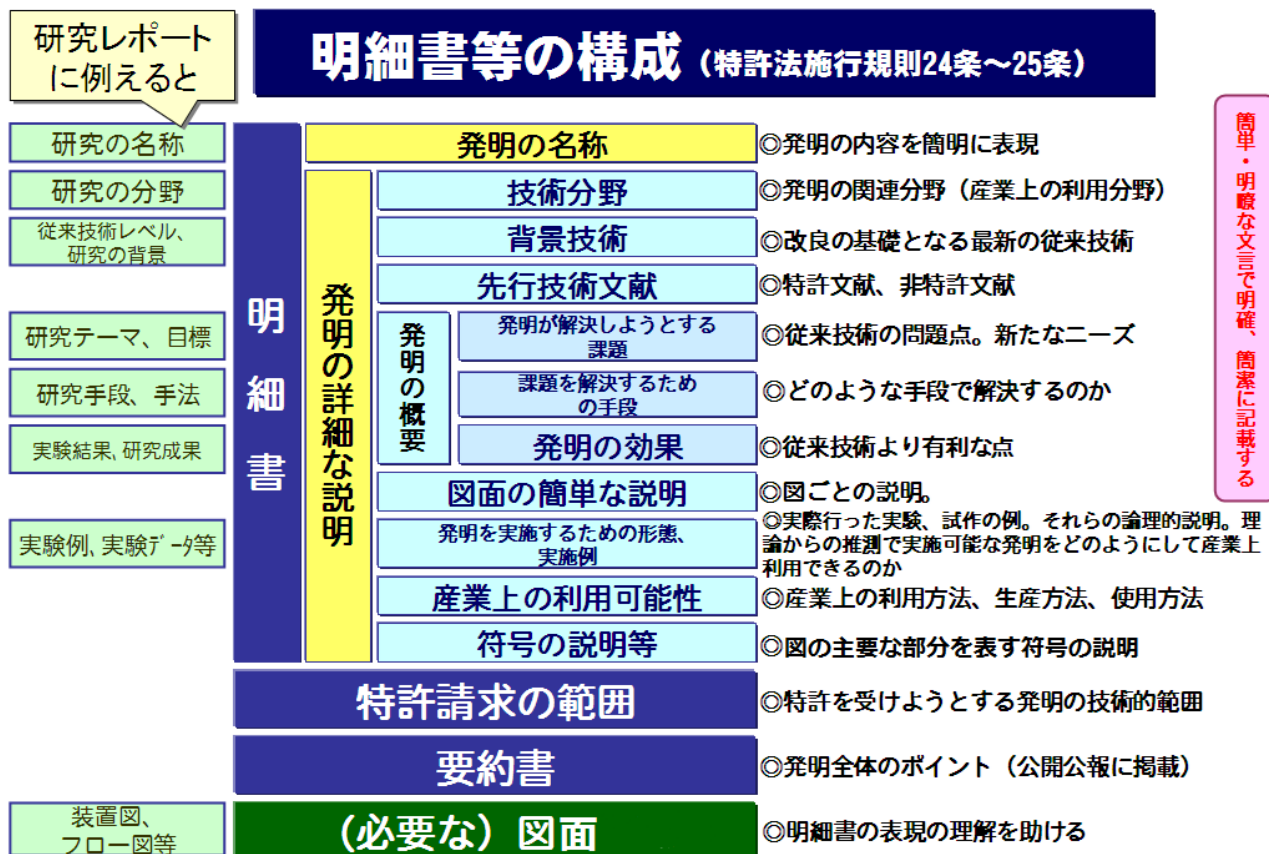 研究レポート
に例えると
明細書等の構成（特許法施行規則24条～25条）
簡単・明瞭な文言で明確、簡潔に記載する
研究の名称
発明の名称
◎発明の内容を簡明に表現
研究の分野
技術分野
◎発明の関連分野（産業上の利用分野）
従来技術レベル、
研究の背景
背景技術
◎改良の基礎となる最新の従来技術
先行技術文献
◎特許文献、非特許文献
明細書
発明の詳細な説明
発明の概要
研究テーマ、目標
発明が解決しようとする
課題
◎従来技術の問題点。新たなニーズ
研究手段、手法
課題を解決するため
の手段
◎どのような手段で解決するのか
実験結果、研究成果
発明の効果
◎従来技術より有利な点
図面の簡単な説明
◎図ごとの説明。
実験例、実験ﾃﾞｰﾀ等
発明を実施するための形態、
実施例
◎実際行った実験、試作の例。それらの論理的説明。理
論からの推測で実施可能な発明をどのようにして産業上
利用できるのか
産業上の利用可能性
◎産業上の利用方法、生産方法、使用方法
符号の説明等
◎図の主要な部分を表す符号の説明
特許請求の範囲
◎特許を受けようとする発明の技術的範囲
要約書
◎発明全体のポイント（公開公報に掲載）
装置図、
フロー図等
（必要な）図面
◎明細書の表現の理解を助ける